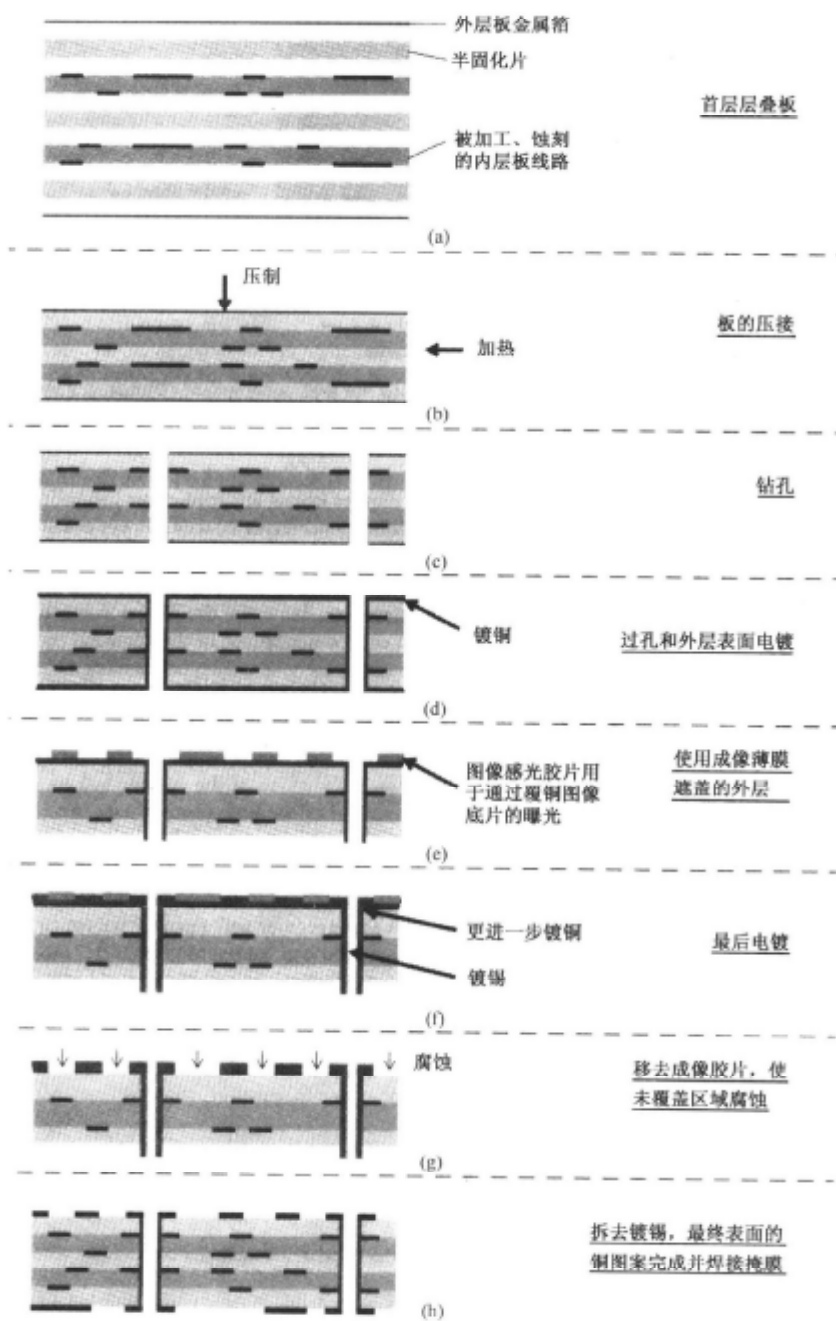 外层板金属箔
半固化片
首层层叠板
被加工、蚀刻
的内层板线路
(a)
压制
板的压接
加热
(b)
钻孔
(c)
镀铜
过孔和外层表面电镀
(d)
图像感光胶片用
于通过覆铜图像
底片的曝光
使用成像薄膜
遮盖的外层
(e)
更进一步镀铜
最后电镀
镀锡
(f)
腐蚀
移去成像胶片，使
未覆盖区域腐蚀
(g)
拆去镀锡，最终表面的
铜图案完成并焊接掩膜
(h)